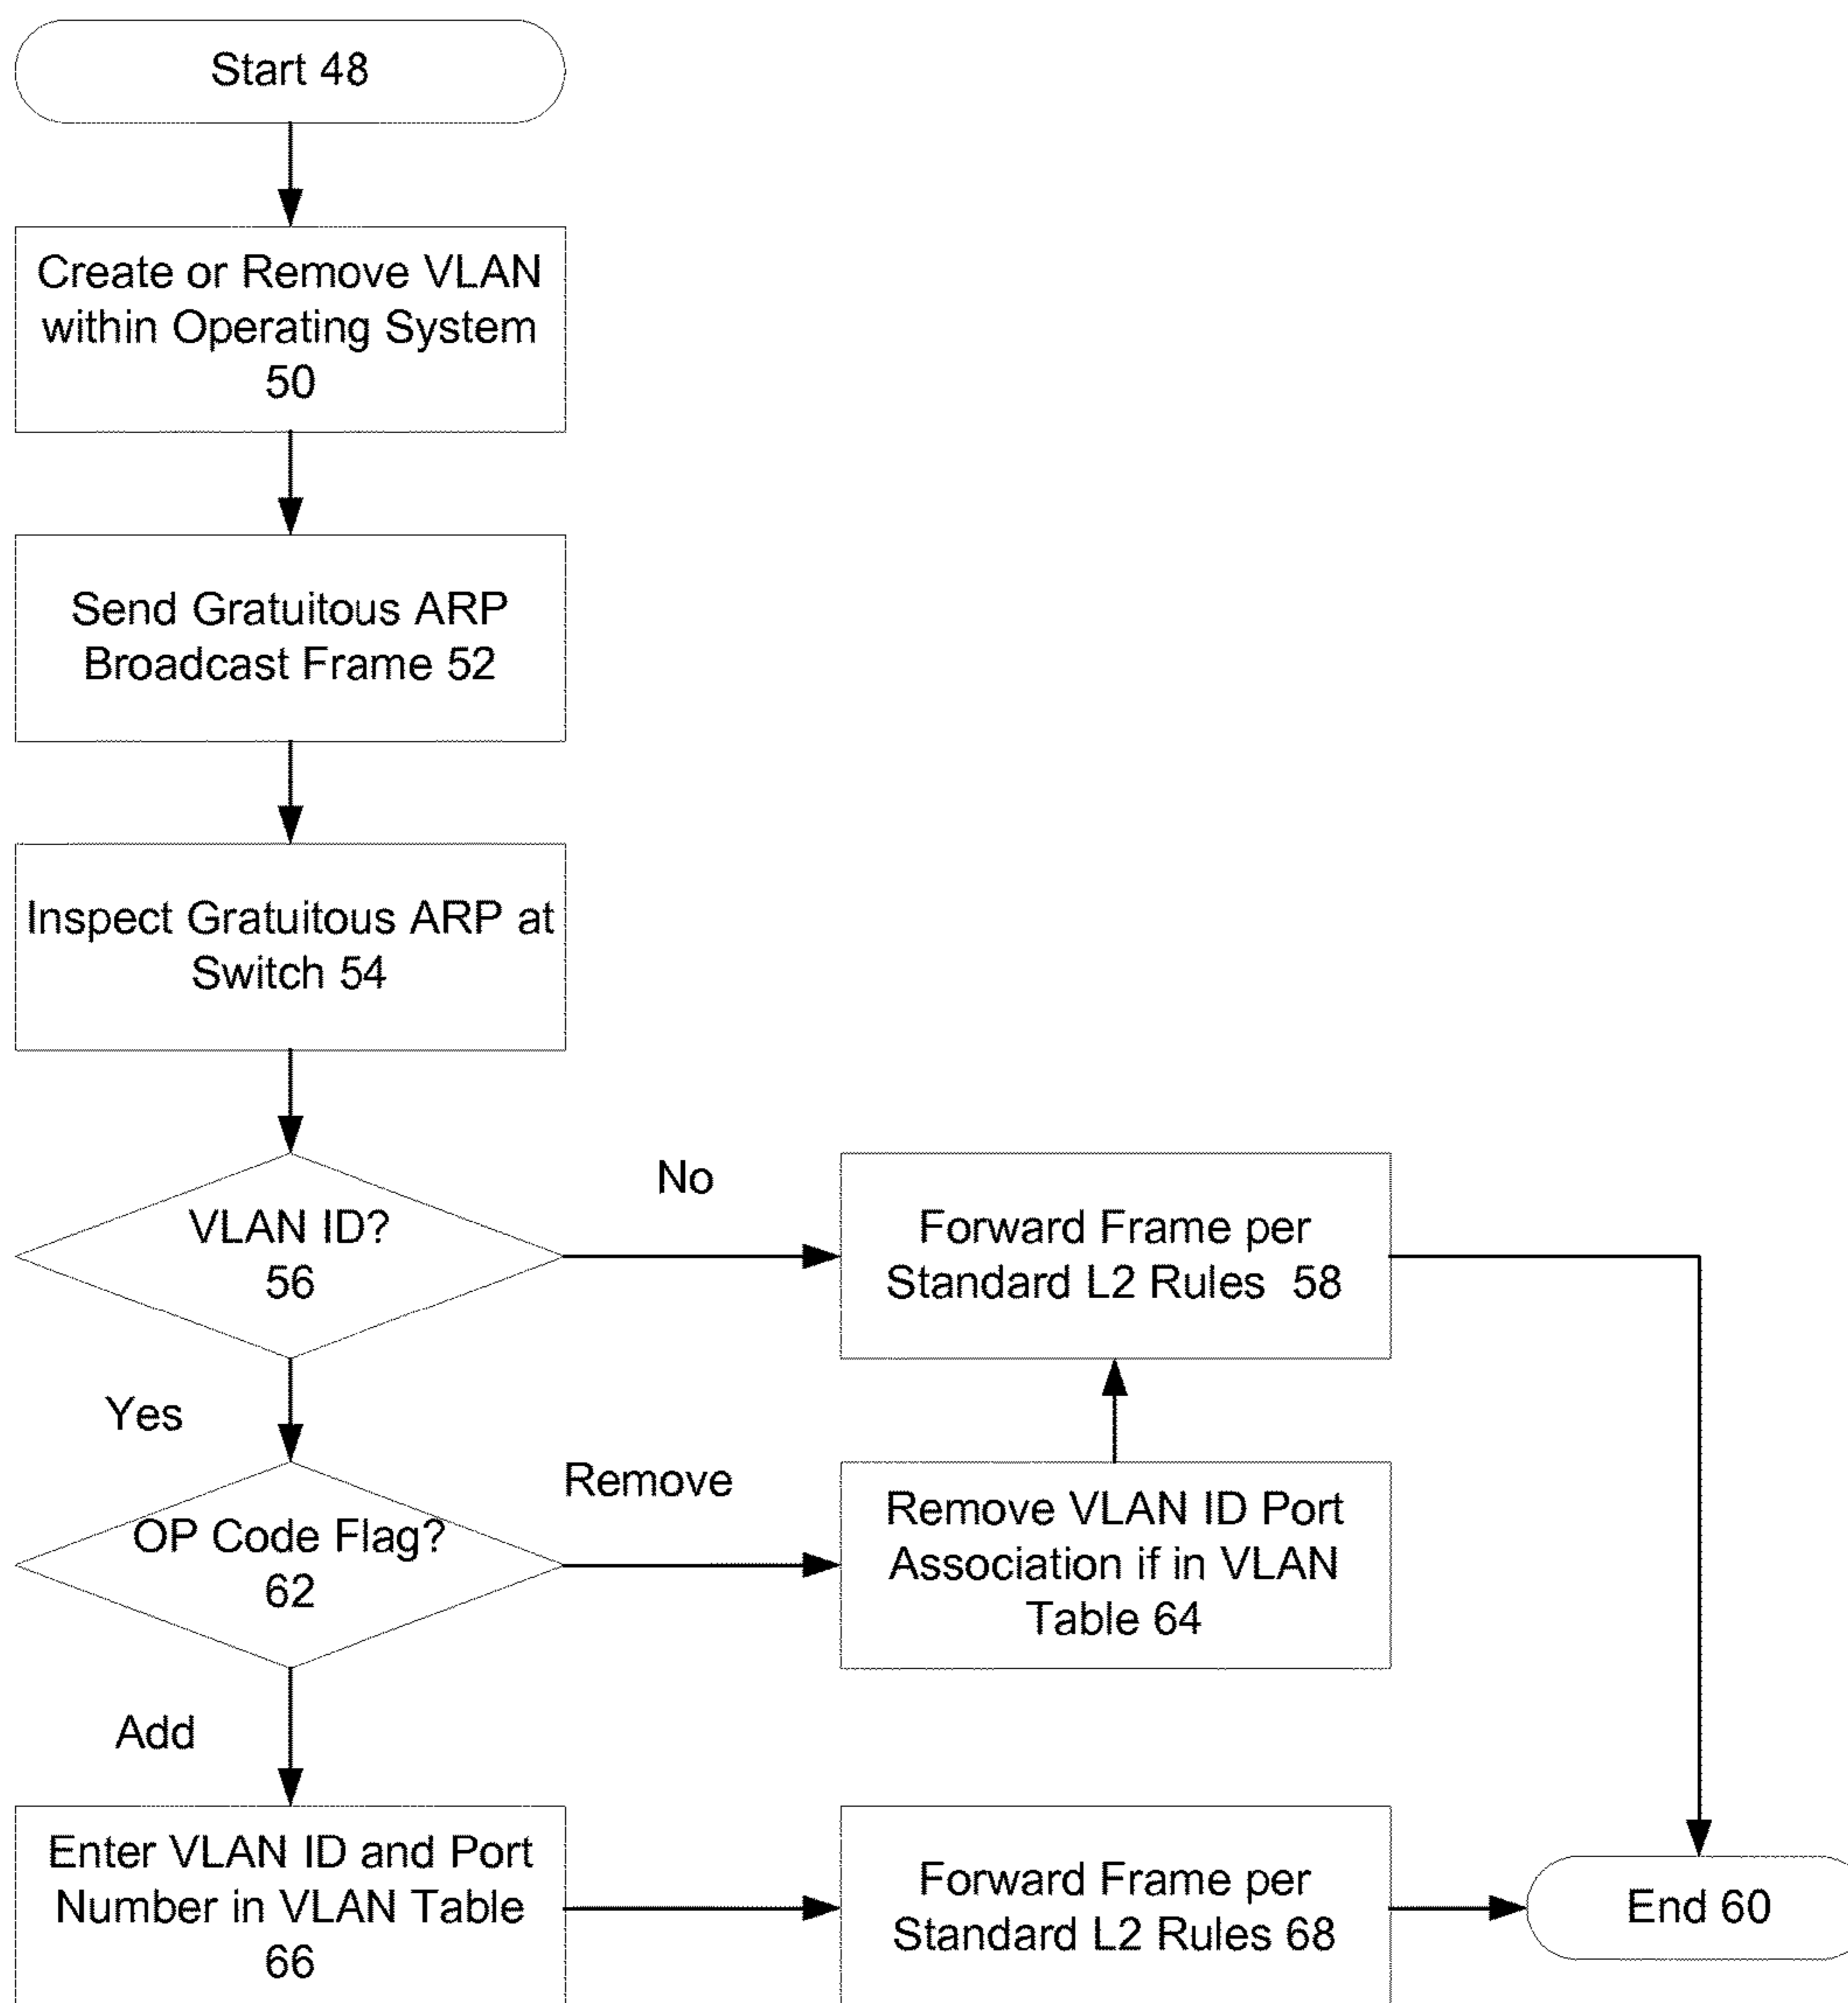 Start 48
Create or Remove VLAN
within Operating System
50
Send Gratuitous ARP
Broadcast Frame 52
Inspect Gratuitous ARP at
Switch 54
VLAN ID?
56
No
Forward Frame per
Standard L2 Rules 58
Yes
OP Code Flag?
62
Remove
Remove VLAN ID Port
Association if in VLAN
Table 64
Add
Enter VLAN ID and Port
Number in VLAN Table
66
Forward Frame per
Standard L2 Rules 68
End 60